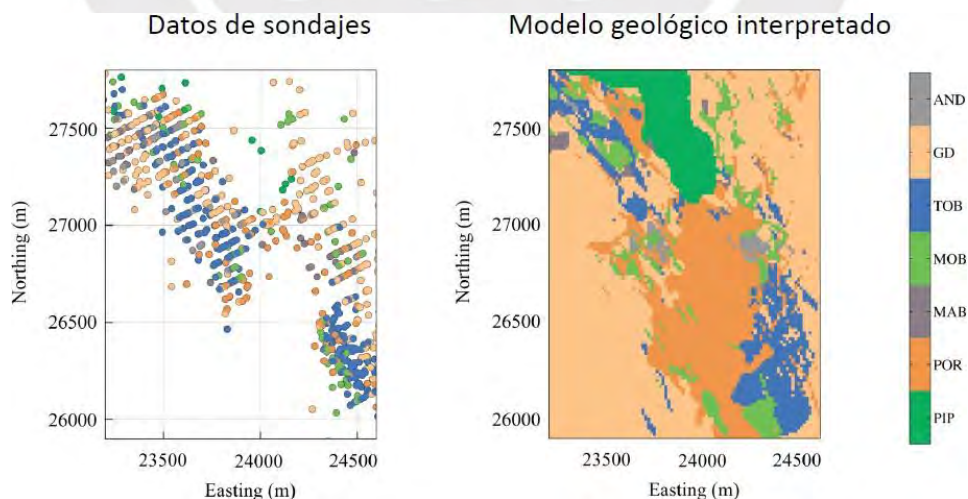 Datos de sondajes
27500
27000
26500
26000
23500
24000
24500
Northing (m)
Easting (m)
Modelo geológico interpretado
27500
27000
26500
26000
23500
24000
24500
Northing (m)
Easting (m)
AND
GD
TOB
MOB
MAB
POR
PIP